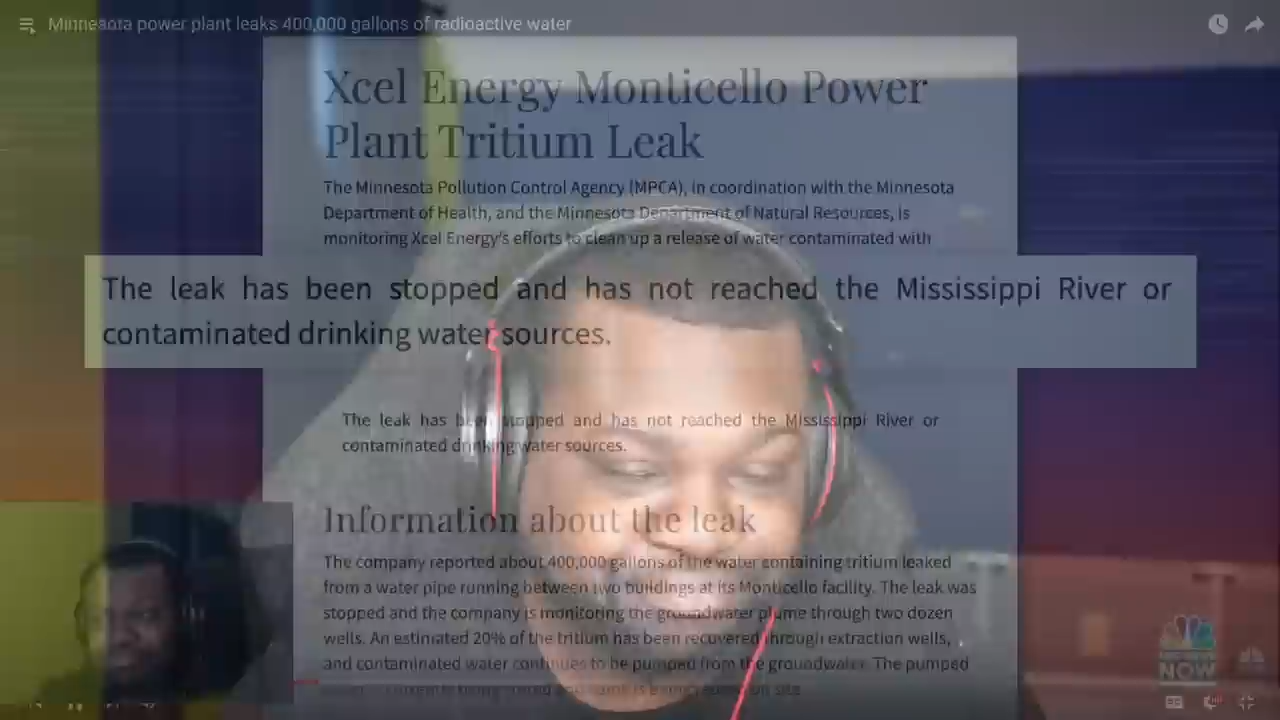 Minnesota power plant leaks 400,000 gallons of radioactive water
Xcel Energy Monticello Power
Plant Tritium Leak
The Minnesota Pollution Control Agency (MPCA), in coordination with the Minnesota
Department of Health, and the Minnesota Department of Natural Resources, is
monitoring Xcel Energy's efforts to clean up a release of water contaminated with
The leak has been stopped and has not reached the Mississippi River or
contaminated drinking water sources.
The leak has been stopped and has not reached the Mississippi River or
contaminated drinking water sources.
Information about the leak
The company reported about 400,000 gallons of the water containing tritium leaked
from a water pipe running between two buildings at its Monticello facility. The leak was
stopped and the company is monitoring the groundwater plume through two dozen
wells. An estimated 20% of the tritium has been recovered through extraction wells,
and contaminated water continues to be pumped from the groundwater. The pumped
NOW